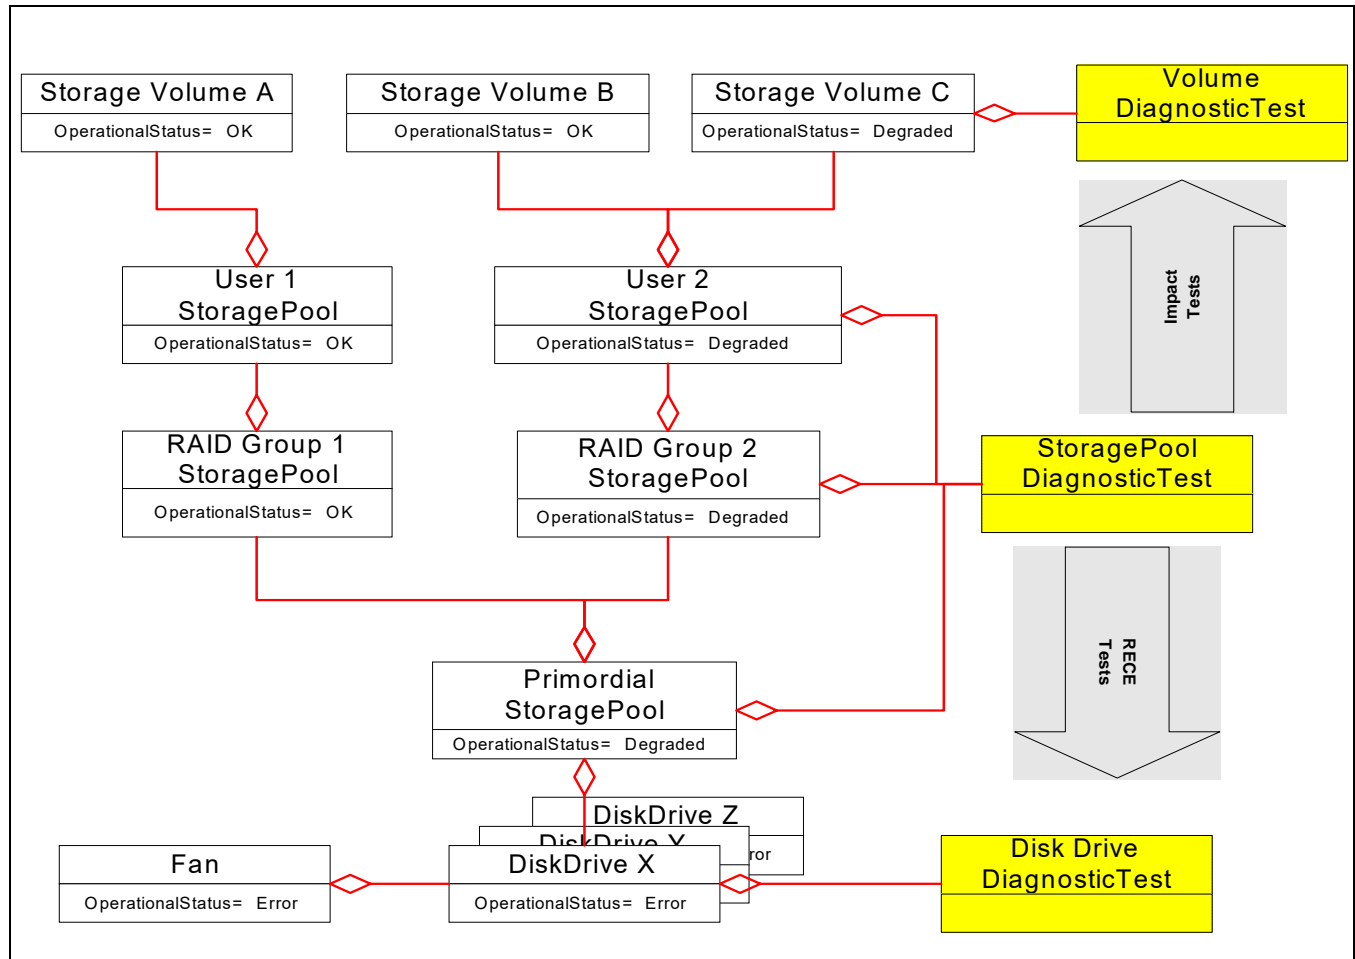 Storage Volume A
OperationalStatus= OK
Storage Volume B
OperationalStatus= OK
Storage Volume C
OperationalStatus= Degraded
Volume
DiagnosticTest
Impact
Tests
User 1
StoragePool
OperationalStatus= OK
User 2
StoragePool
OperationalStatus= Degraded
RAID Group 1
StoragePool
OperationalStatus= OK
RAID Group 2
StoragePool
OperationalStatus= Degraded
StoragePool
DiagnosticTest
RECE
Tests
Primordial
StoragePool
OperationalStatus= Degraded
DiskDrive Z
DiskDrive Y
Fan
OperationalStatus= Error
DiskDrive X
OperationalStatus= Error
Disk Drive
DiagnosticTest